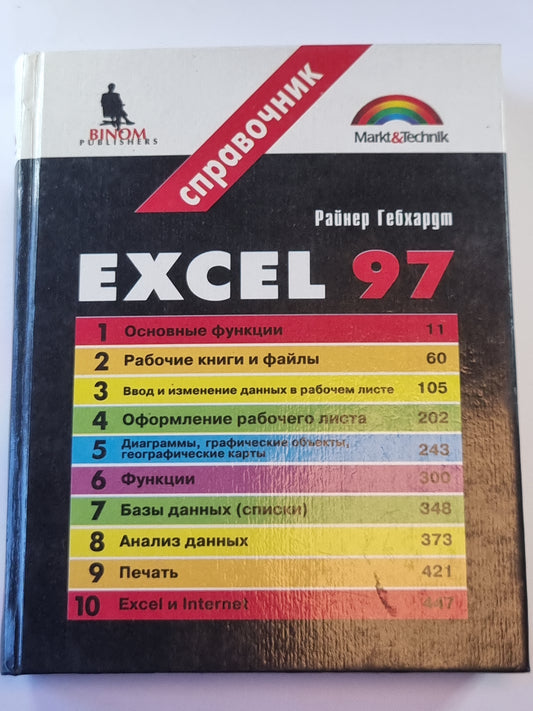 BINOM
PUBLISHERS
справочник
Markt&Technik
Райнер Гебхардт
EXCEL 97
1 Основные функции 11
2 Рабочие книги и файлы 60
3 Ввод и изменение данных в рабочем листе 105
4 Оформление рабочего листа 202
5 Диаграммы, графические объекты, географические карты 243
6 Функции 300
7 Базы данных (списки) 348
8 Анализ данных 373
9 Печать 421
10 Excel и Internet 447